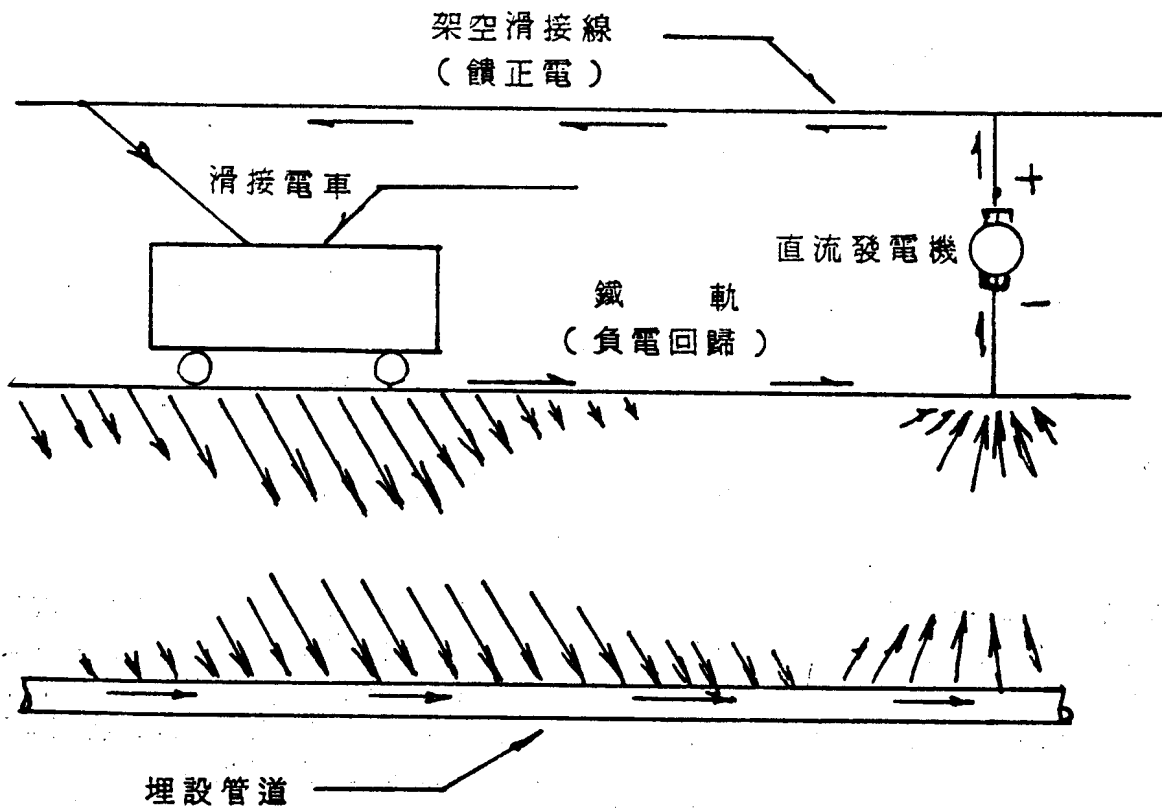 架空滑接線
（饋正電）
滑接電車
+
直流發電機
鐵 軌
－
（負電回歸）
埋設管道